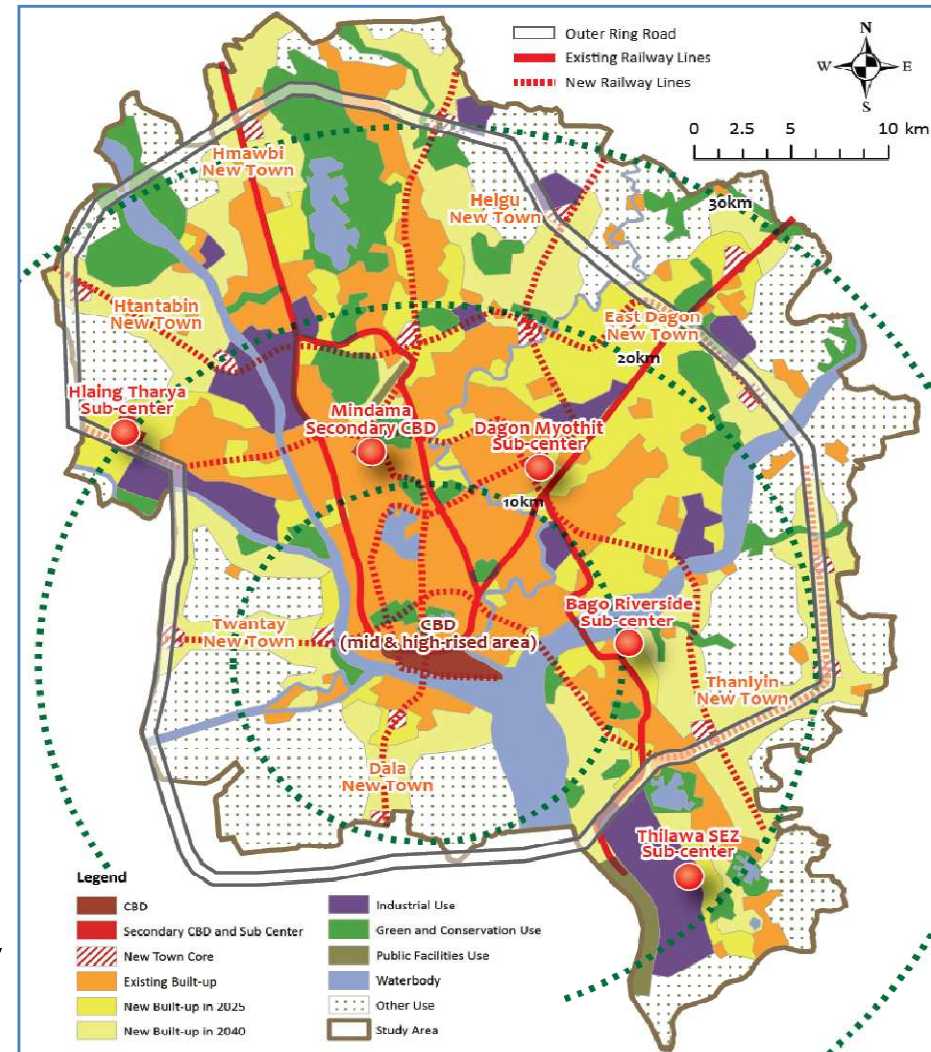 Outer Ring Road
Existing Railway Lines
New Railway Lines
N
W
E
S
0 2.5 5 10 km
Hmawbi
New Town
Helgu
New Town
30km
Htantabin
New Town
East Dagon
New Town
20km
Hlaing Tharya
Sub-center
Mindama
Secondary CBD
Dagon Myothit
Sub-center
10km
Bago Riverside
Sub-center
Twantay
New Town
CBD
(mid & high-rised area)
Thanlyin
New Town
Dala
New Town
Thilawa SEZ
Sub-center
Legend
CBD
Secondary CBD and Sub Center
New Town Core
Existing Built-up
New Built-up in 2025
New Built-up in 2040
Industrial Use
Green and Conservation Use
Public Facilities Use
Waterbody
Other Use
Study Area